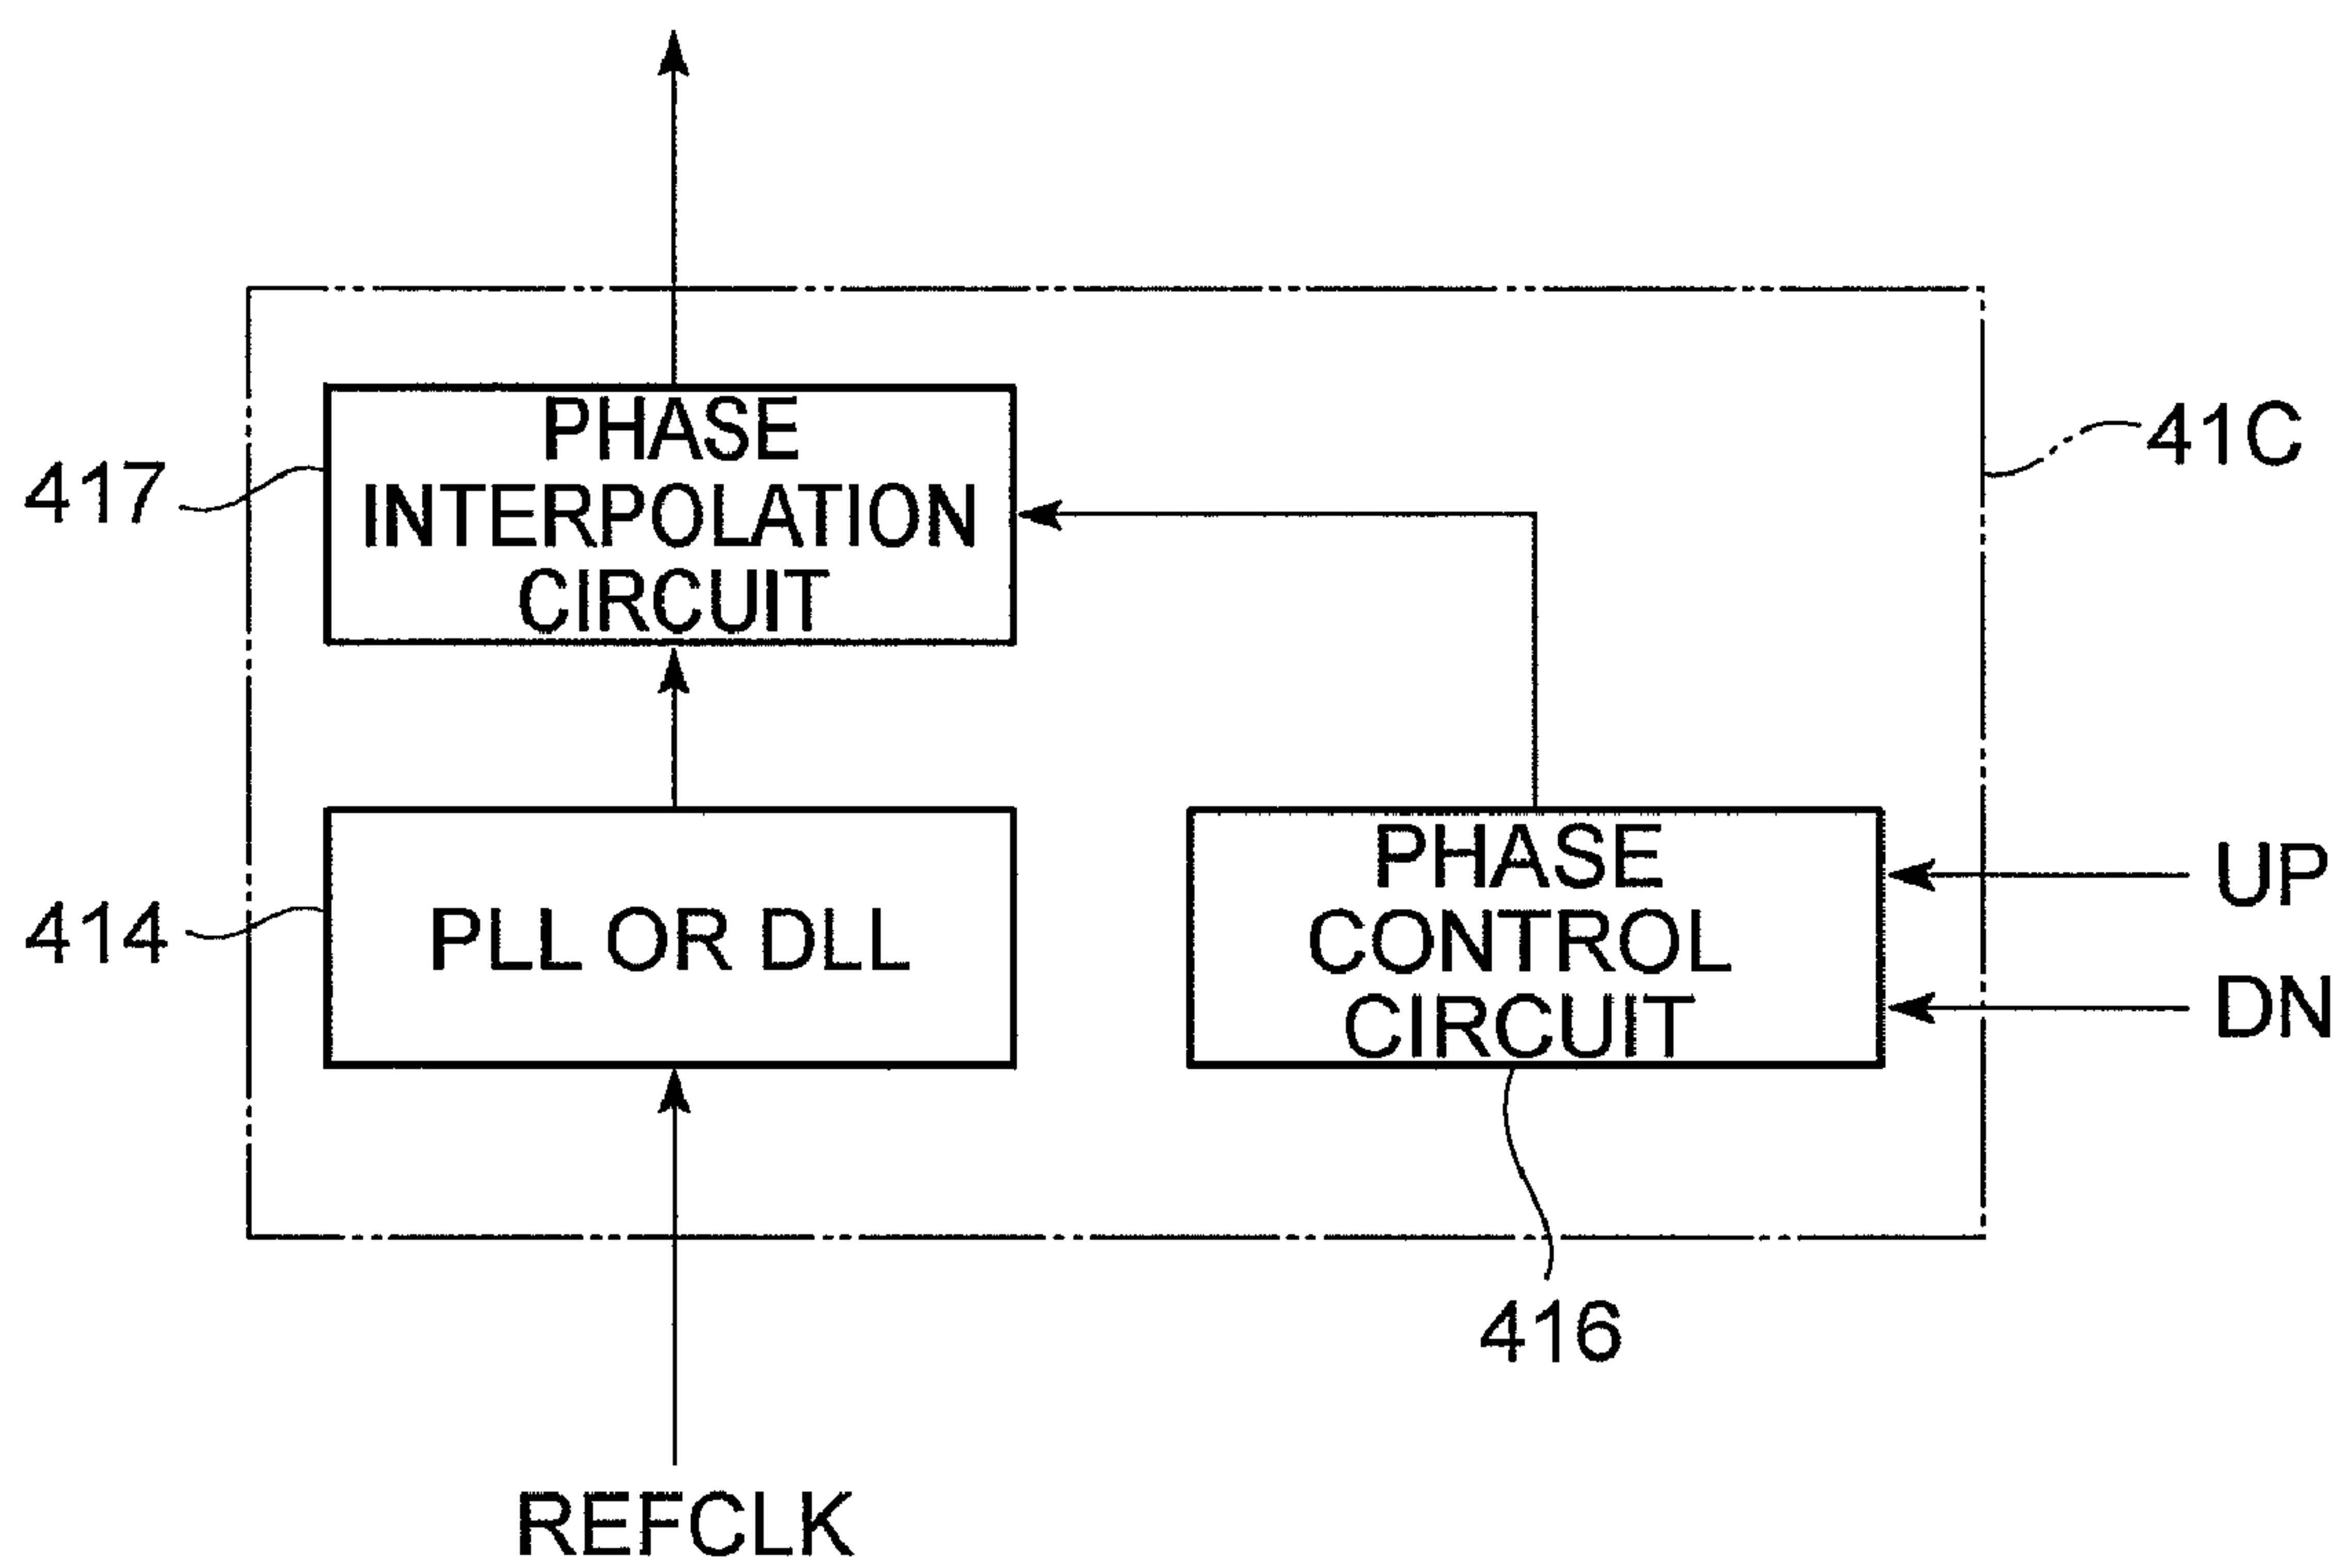 PHASE
INTERPOLATION
CIRCUIT
417
41C
PLL OR DLL
414
PHASE
CONTROL
CIRCUIT
UP
DN
416
REFCLK